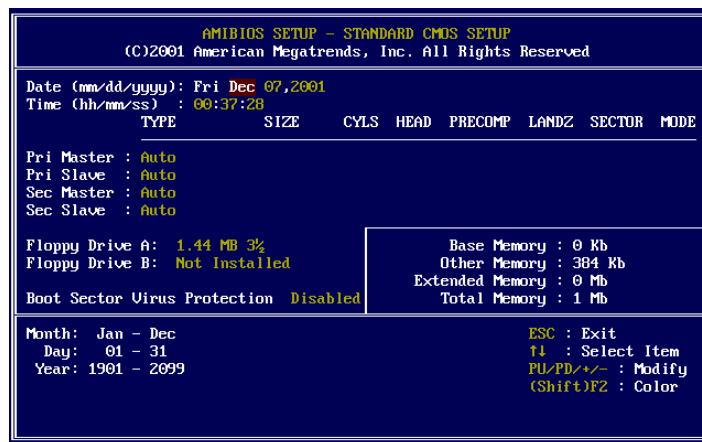 AMIBIOS SETUP - STANDARD CMOS SETUP
(C)2001 American Megatrends, Inc. All Rights Reserved
Date (mm/dd/yyyy): Fri Dec 07,2001
Time (hh/mm/ss) : 00:37:28
TYPE SIZE CYLS HEAD PRECOMP LANDZ SECTOR MODE
Pri Master : Auto
Pri Slave : Auto
Sec Master : Auto
Sec Slave : Auto
Floppy Drive A: 1.44 MB 3½
Floppy Drive B: Not Installed
Boot Sector Virus Protection Disabled
Base Memory : 0 Kb
Other Memory : 384 Kb
Extended Memory : 0 Mb
Total Memory : 1 Mb
Month: Jan - Dec
Day: 01 - 31
Year: 1901 - 2099
ESC : Exit
↑↓ : Select Item
PU/PD/+/- : Modify
(Shift)F2 : Color